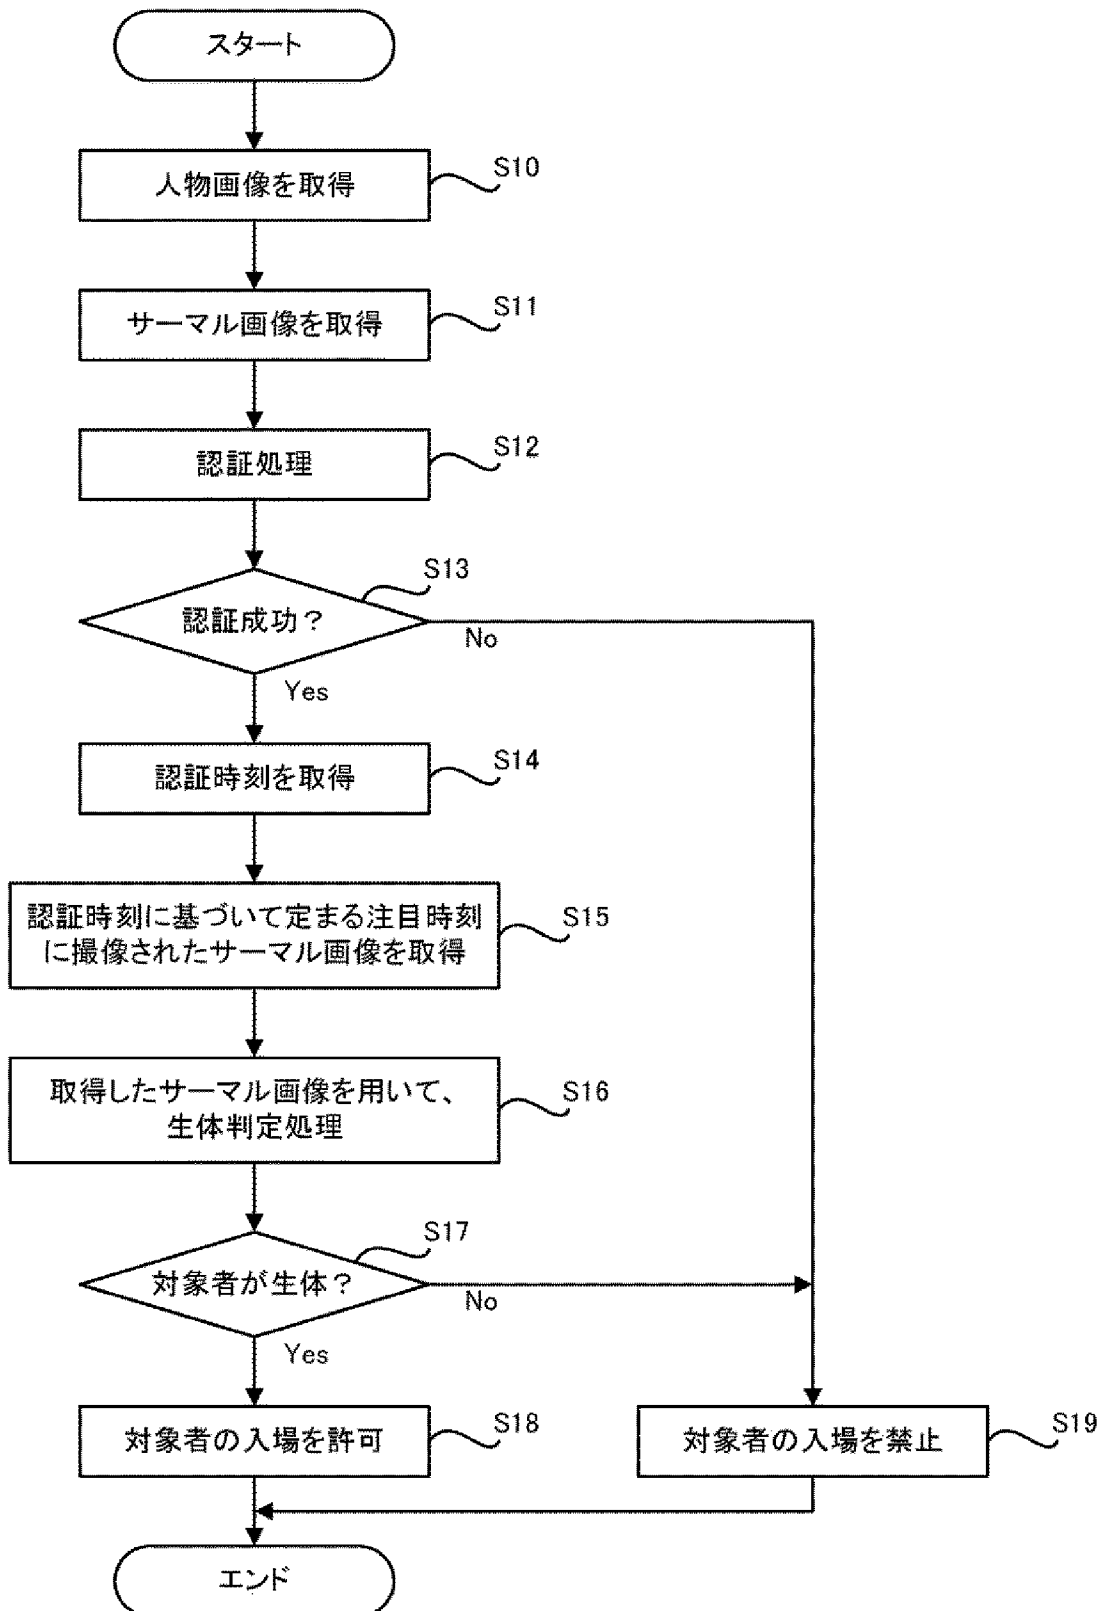 スタート
人物画像を取得
S10
サーマル画像を取得
S11
認証処理
S12
認証成功？
S13
No
Yes
認証時刻を取得
S14
認証時刻に基づいて定まる注目時刻
に撮像されたサーマル画像を取得
S15
取得したサーマル画像を用いて、
生体判定処理
S16
対象者が生体？
S17
No
Yes
対象者の入場を許可
S18
対象者の入場を禁止
S19
エンド